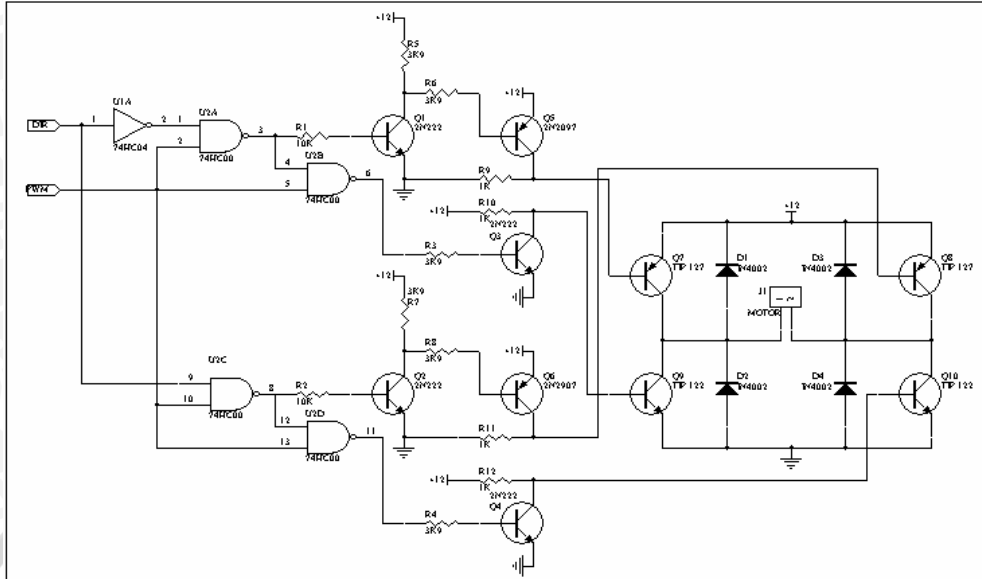 +12
R5
3K9
R6
3K9
+12
U1A
U2A
DIR
1
2
1
2
3
74HC04
74HC00
R1
10K
Q1
2N222
Q5
2N2097
U2B
4
5
6
74HC00
PWM
R9
1K
+12
R10
1K
2N222
Q3
R3
3K9
+12
3K9
R7
R8
3K9
+12
+12
Q7
TIP 127
D1
1N4002
D3
1N4002
Q8
TIP 127
J1
MOTOR
U2C
9
10
8
74HC00
R2
10K
Q2
2N222
Q6
2N2907
Q9
TIP 122
D2
1N4002
D4
1N4002
Q10
TIP 122
U2D
12
13
11
74HC00
R11
1K
+12
R12
1K
2N222
Q4
R4
3K9